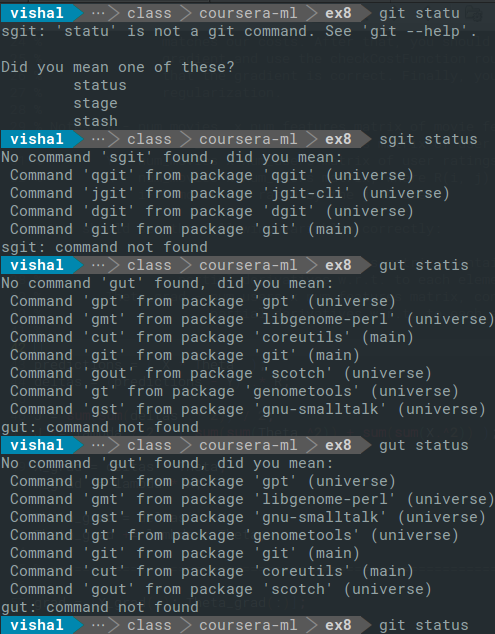 vishal ··· class coursera-ml ex8 git statu
sgit: 'statu' is not a git command. See 'git --help'.
Did you mean one of these?
status
stage
stash
vishal ··· class coursera-ml ex8 sgit status
No command 'sgit' found, did you mean:
Command 'qgit' from package 'qgit' (universe)
Command 'jgit' from package 'jgit-cli' (universe)
Command 'dgit' from package 'dgit' (universe)
Command 'git' from package 'git' (main)
sgit: command not found
vishal ··· class coursera-ml ex8 gut statis
No command 'gut' found, did you mean:
Command 'gpt' from package 'gpt' (universe)
Command 'gmt' from package 'libgenome-perl' (universe)
Command 'cut' from package 'coreutils' (main)
Command 'git' from package 'git' (main)
Command 'gout' from package 'scotch' (universe)
Command 'gt' from package 'genometools' (universe)
Command 'gst' from package 'gnu-smalltalk' (universe)
gut: command not found
vishal ··· class coursera-ml ex8 gut status
No command 'gut' found, did you mean:
Command 'gpt' from package 'gpt' (universe)
Command 'gmt' from package 'libgenome-perl' (universe)
Command 'gst' from package 'gnu-smalltalk' (universe)
Command 'gt' from package 'genometools' (universe)
Command 'git' from package 'git' (main)
Command 'cut' from package 'coreutils' (main)
Command 'gout' from package 'scotch' (universe)
gut: command not found
vishal ··· class coursera-ml ex8 git status